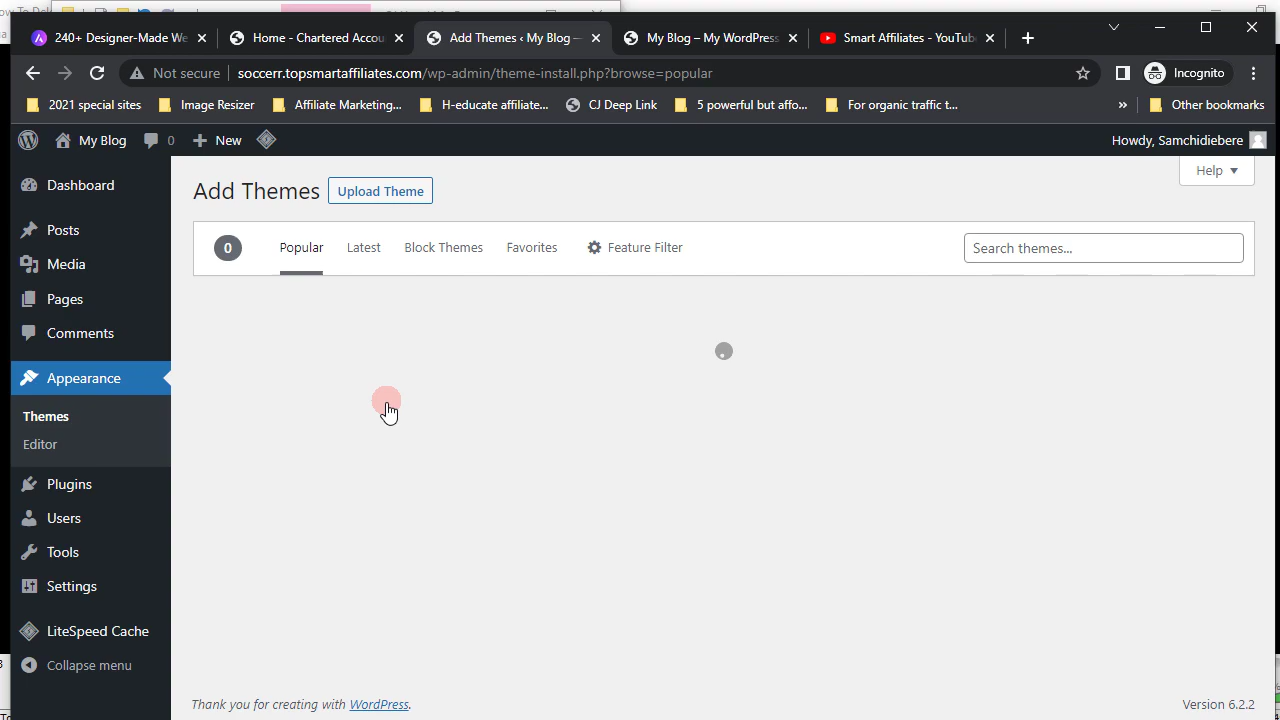 240+ Designer-Made We
Home - Chartered Accou
Add Themes ‹ My Blog —
My Blog – My WordPress
Smart Affiliates - YouTub
Not secure
soccerr.topsmartaffiliates.com/wp-admin/theme-install.php?browse=popular
Incognito
2021 special sites
Image Resizer
Affiliate Marketing...
H-educate affiliate...
CJ Deep Link
5 powerful but affo...
For organic traffic t...
»
Other bookmarks
My Blog
0
New
Howdy, Samchidiebere
Help
Dashboard
Posts
Media
Pages
Comments
Appearance
Themes
Editor
Plugins
Users
Tools
Settings
LiteSpeed Cache
Collapse menu
Add Themes
Upload Theme
0
Popular
Latest
Block Themes
Favorites
Feature Filter
Search themes...
Thank you for creating with WordPress.
Version 6.2.2